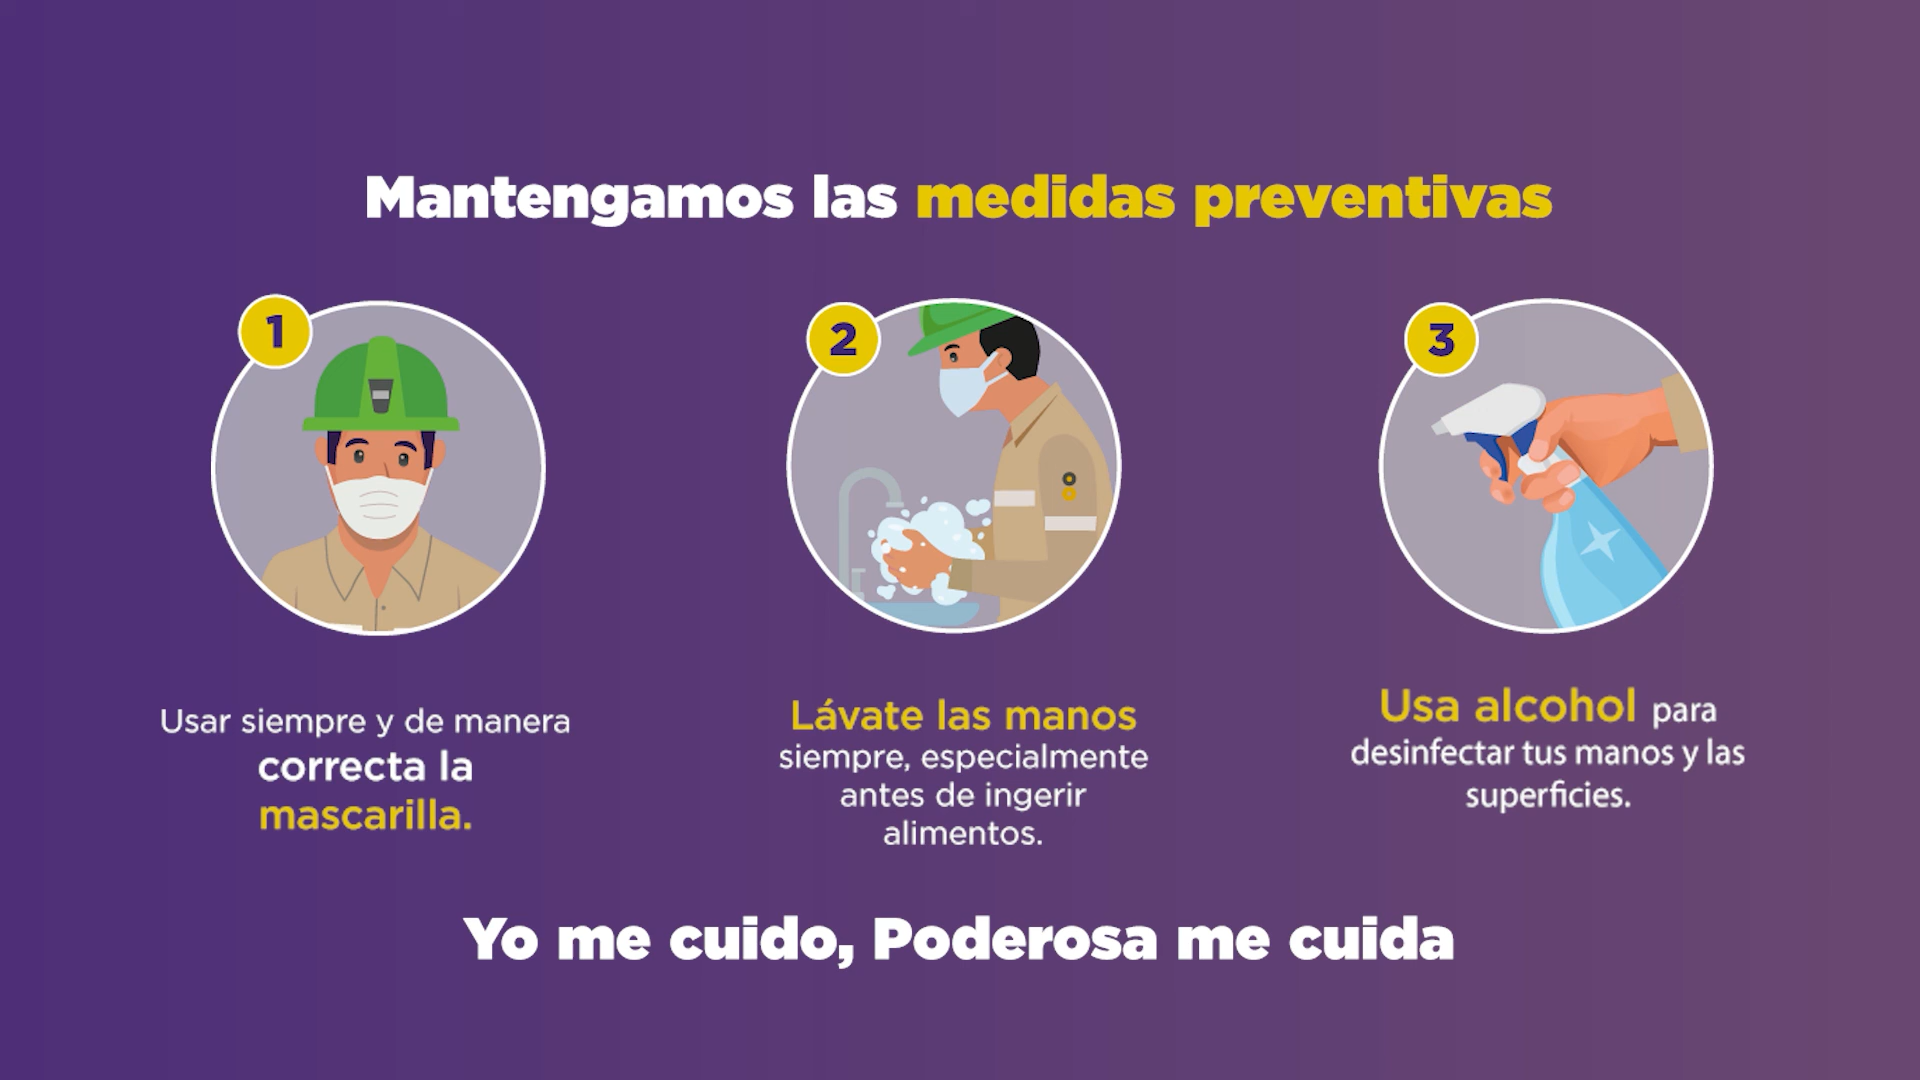 Mantengamos las medidas preventivas
1
Usar siempre y de manera
correcta la
mascarilla.
2
Lávate las manos
siempre, especialmente
antes de ingerir
alimentos.
3
Usa alcohol para
desinfectar tus manos y las
superficies.
Yo me cuido, Poderosa me cuida